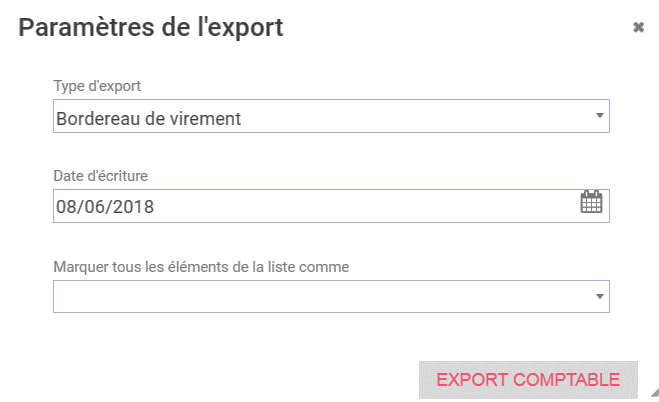 Paramètres de l'export
Type d'export
Bordereau de virement
Date d'écriture
08/06/2018
Marquer tous les éléments de la liste comme
EXPORT COMPTABLE